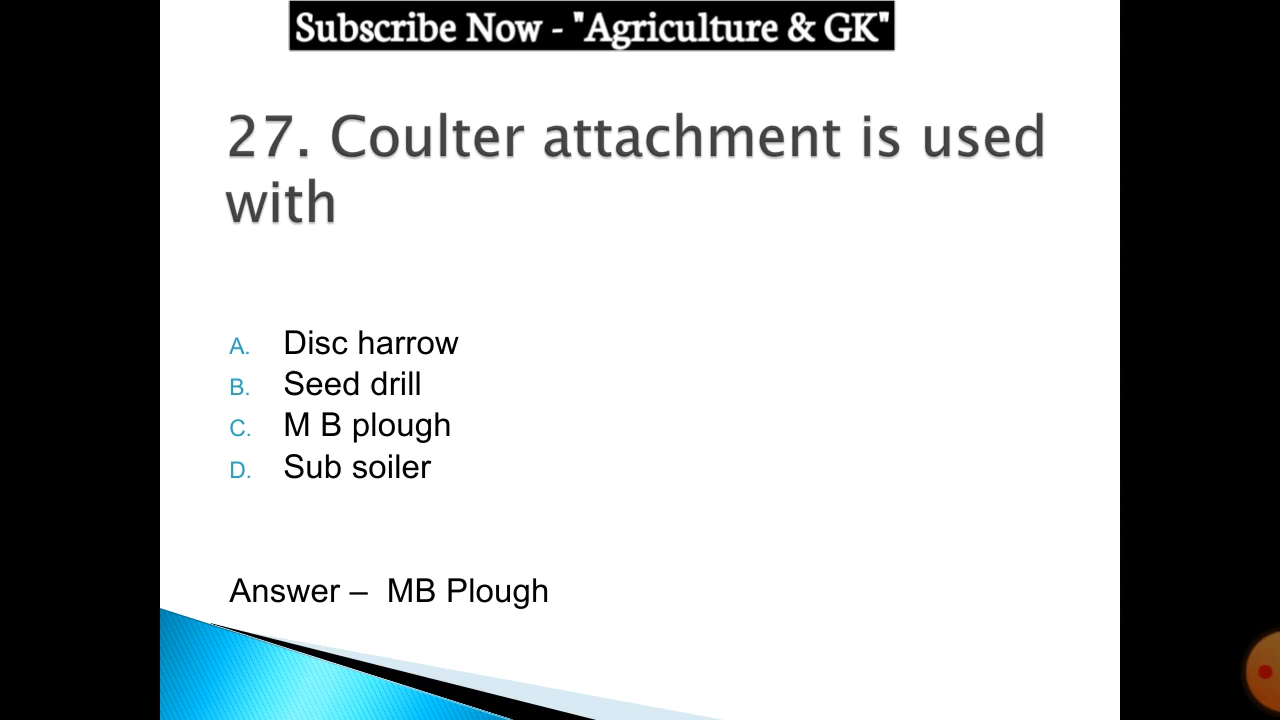 Subscribe Now - "Agriculture & GK"
27. Coulter attachment is used
with
A. Disc harrow
B. Seed drill
C. M B plough
D. Sub soiler
Answer – MB Plough